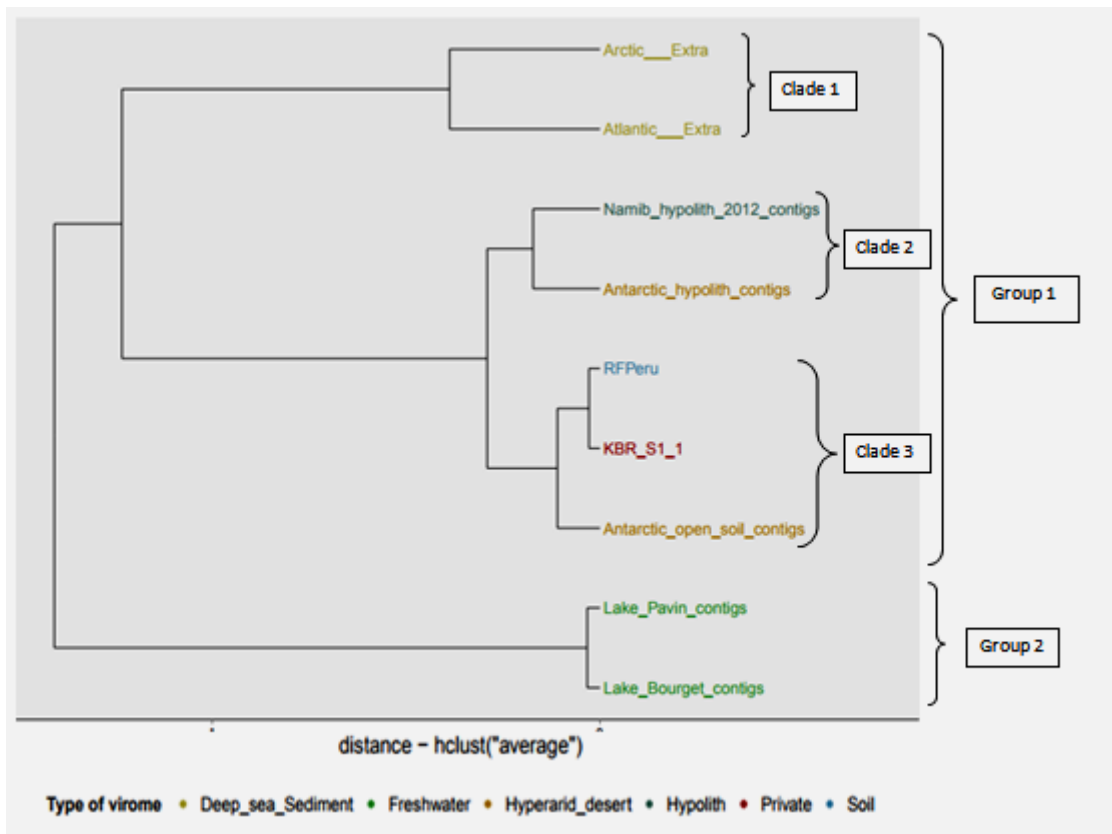 Arctic___Extra
Clade 1
Atlantic___Extra
Namib_hypolith_2012_contigs
Clade 2
Antarctic_hypolith_contigs
Group 1
RFPeru
KBR_S1_1
Clade 3
Antarctic_open_soil_contigs
Lake_Pavin_contigs
Group 2
Lake_Bourget_contigs
distance − hclust("average")
Type of virome • Deep_sea_Sediment • Freshwater • Hyperarid_desert • Hypolith • Private • Soil